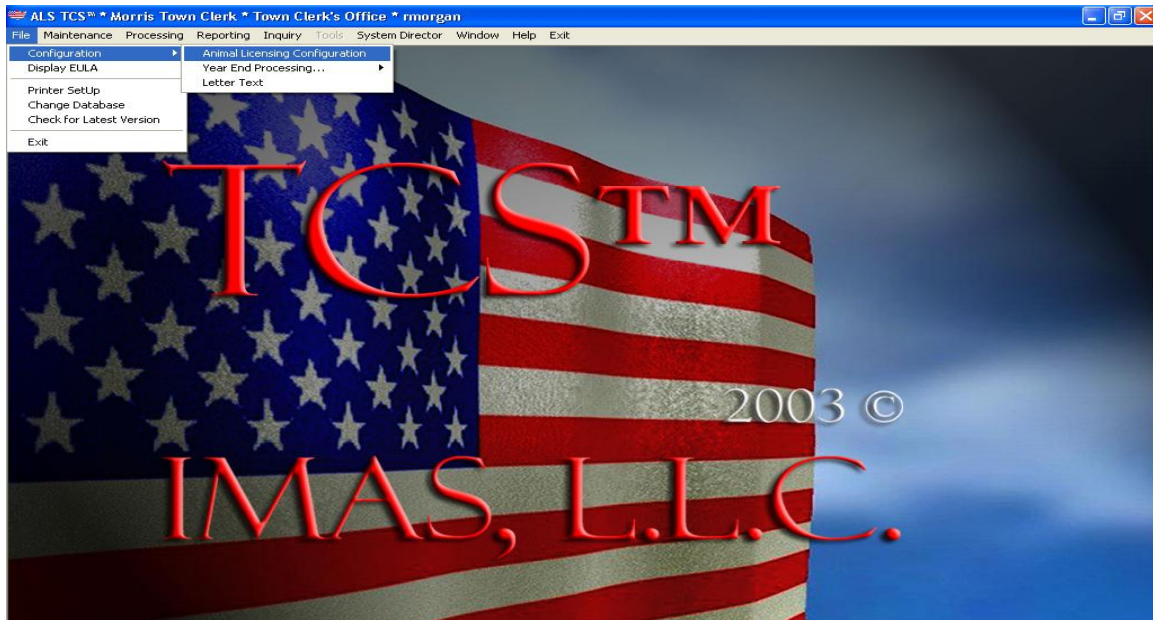 ALS TCS™ * Morris Town Clerk * Town Clerk's Office * rmorgan
File Maintenance Processing Reporting Inquiry Tools System Director Window Help Exit
Configuration
Display EULA
Printer SetUp
Change Database
Check for Latest Version
Exit
Animal Licensing Configuration
Year End Processing...
Letter Text
TCS™
2003 ©
IMAS, L.L.C.